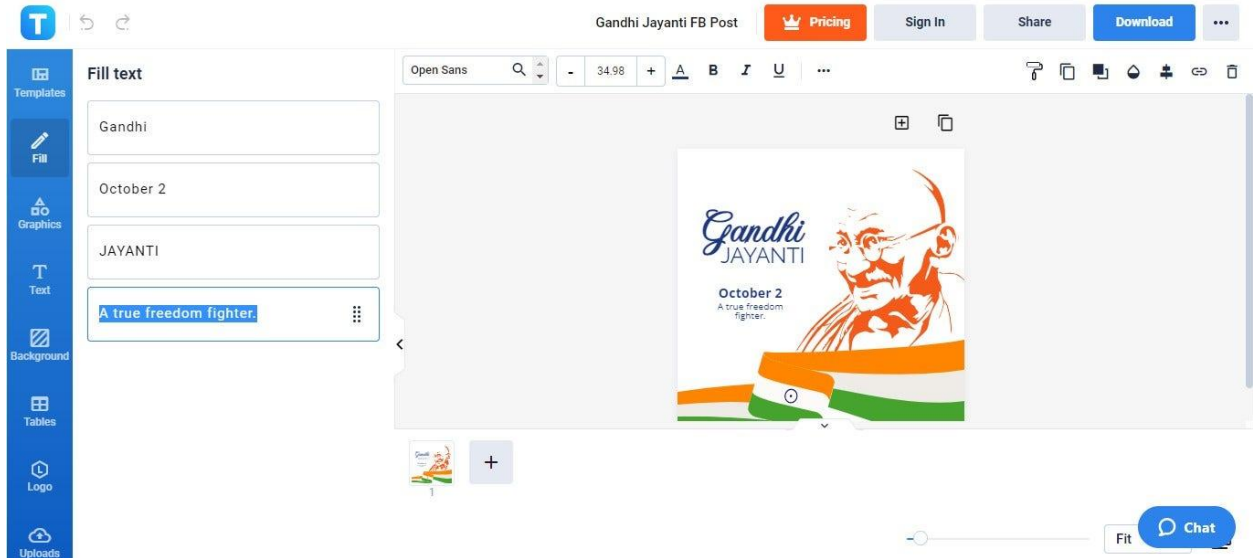 T
Gandhi Jayanti FB Post
Pricing
Sign In
Share
Download
Templates
Fill
Graphics
Text
Background
Tables
Logo
Uploads
Fill text
Gandhi
October 2
JAYANTI
A true freedom fighter.
Open Sans
- 34.98 +
A B I U
Gandhi
JAYANTI
October 2
A true freedom
fighter.
1
Fit
Chat